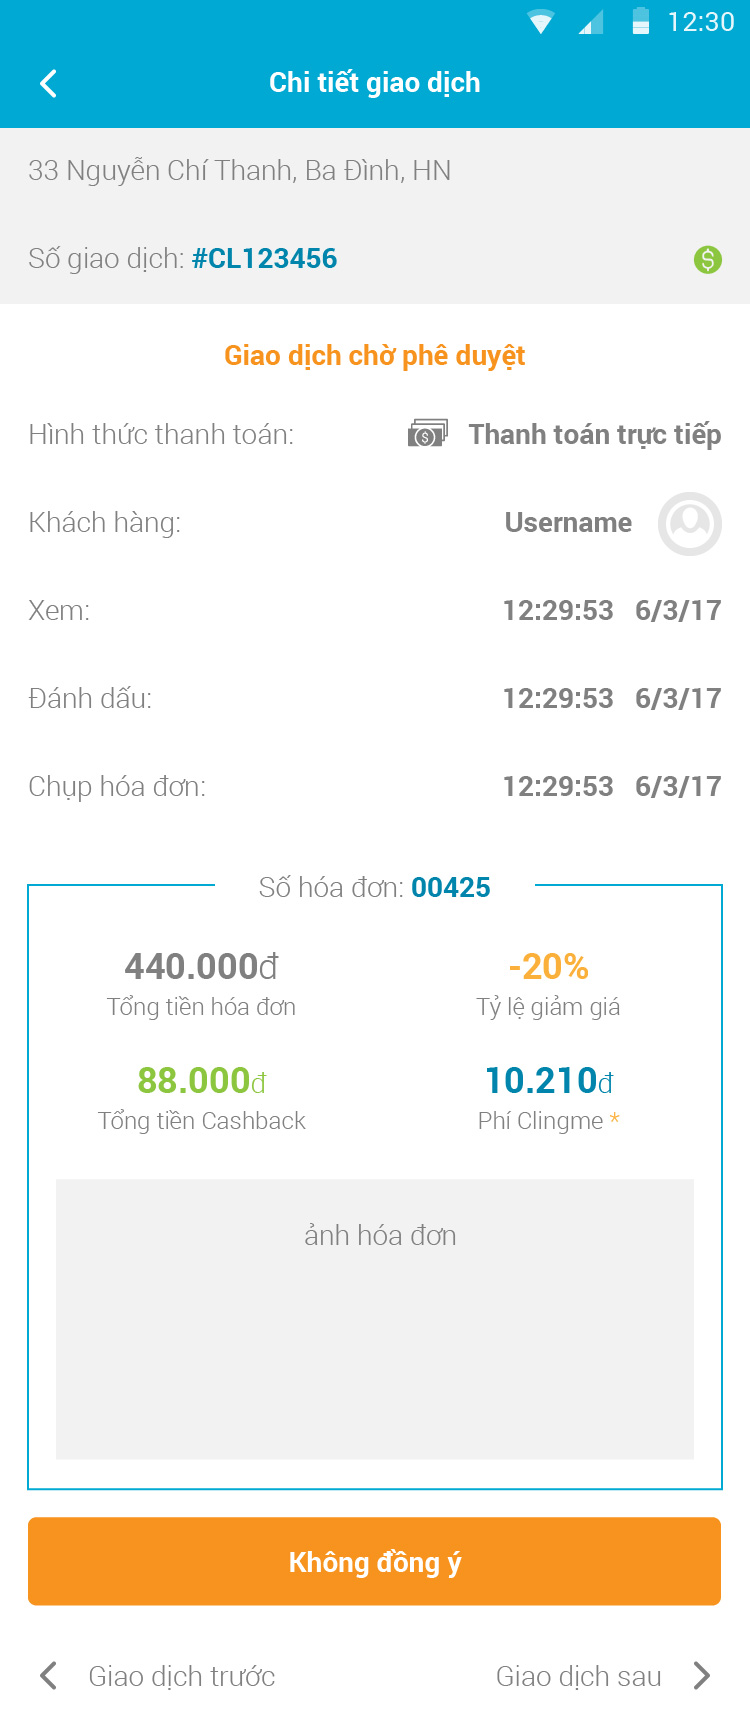 12:30
Chi tiết giao dịch
33 Nguyễn Chí Thanh, Ba Đình, HN
Số giao dịch: #CL123456
Giao dịch chờ phê duyệt
Hình thức thanh toán: Thanh toán trực tiếp
Khách hàng: Username
Xem: 12:29:53 6/3/17
Đánh dấu: 12:29:53 6/3/17
Chụp hóa đơn: 12:29:53 6/3/17
Số hóa đơn: 00425
440.000đ -20%
Tổng tiền hóa đơn Tỷ lệ giảm giá
88.000đ 10.210đ
Tổng tiền Cashback Phí Clingme *
ảnh hóa đơn
Không đồng ý
Giao dịch trước Giao dịch sau